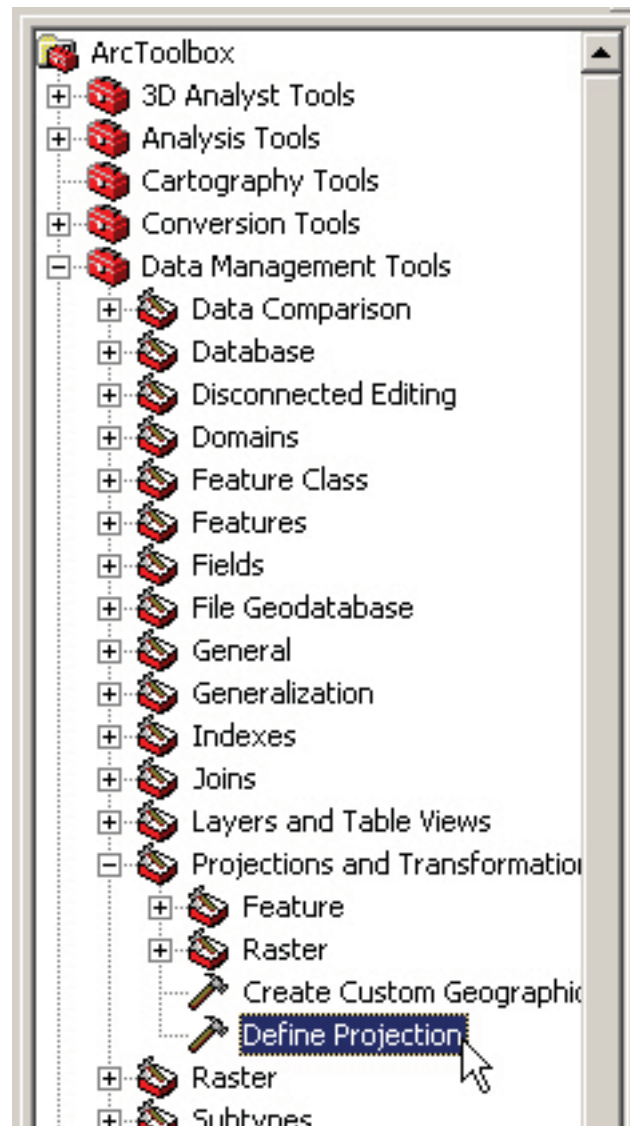 ArcToolbox
3D Analyst Tools
Analysis Tools
Cartography Tools
Conversion Tools
Data Management Tools
Data Comparison
Database
Disconnected Editing
Domains
Feature Class
Features
Fields
File Geodatabase
General
Generalization
Indexes
Joins
Layers and Table Views
Projections and Transformation
Feature
Raster
Create Custom Geographic
Define Projection
Raster
Subtypes